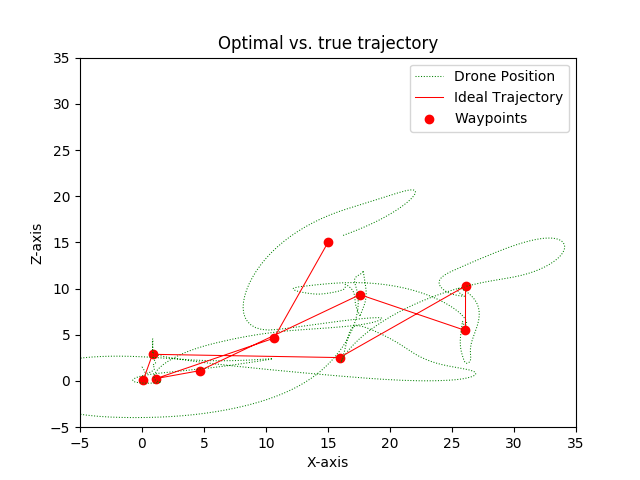 Optimal vs. true trajectory
Drone Position
Ideal Trajectory
Waypoints
Z-axis
35
30
25
20
15
10
5
0
−5
−5 0 5 10 15 20 25 30 35
X-axis